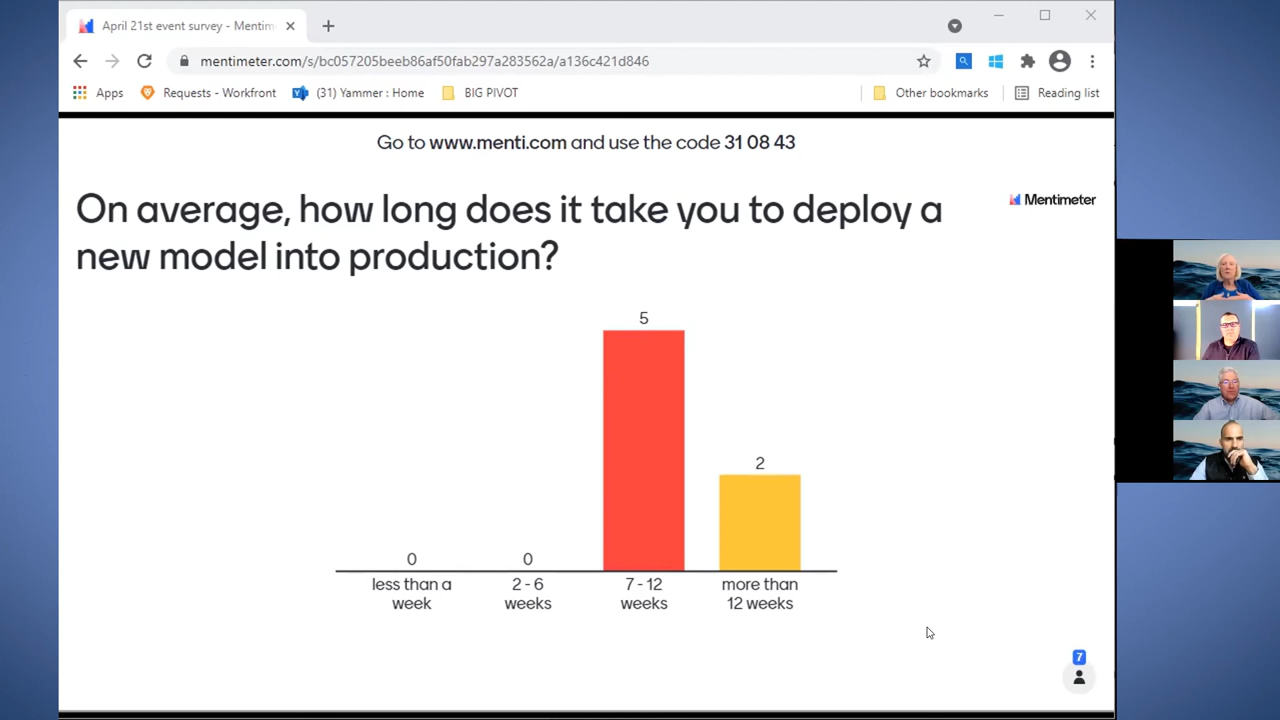 April 21st event survey - Mentim
mentimeter.com/s/bc057205beeb86af50fab297a283562a/a136c421d846
Apps
Requests - Workfront
(31) Yammer : Home
BIG PIVOT
Other bookmarks
Reading list
Go to www.menti.com and use the code 31 08 43
On average, how long does it take you to deploy a
new model into production?
Mentimeter
5
2
0
0
less than a
week
2 - 6
weeks
7 - 12
weeks
more than
12 weeks
7